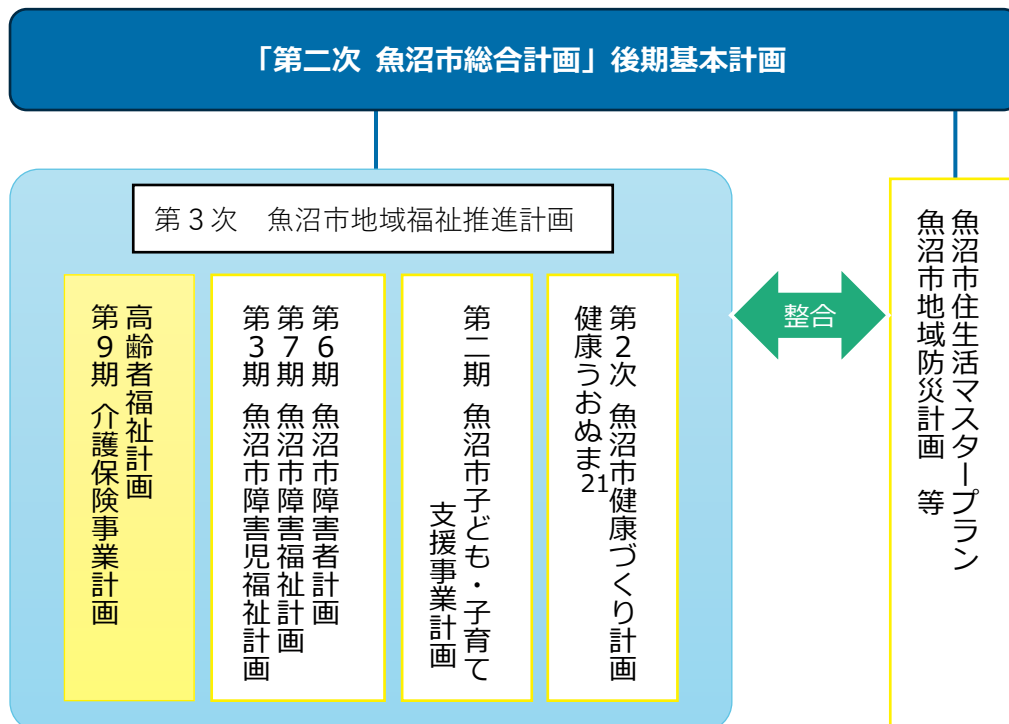 「第二次 魚沼市総合計画」後期基本計画
第３次　魚沼市地域福祉推進計画
高齢者福祉計画
第９期 介護保険事業計画
第６期 魚沼市障害者計画
第７期 魚沼市障害福祉計画
第３期 魚沼市障害児福祉計画
第二期 魚沼市子ども・子育て
支援事業計画
第２次 魚沼市健康づくり計画
健康うおぬま21
整合
魚沼市住生活マスタープラン
魚沼市地域防災計画　等